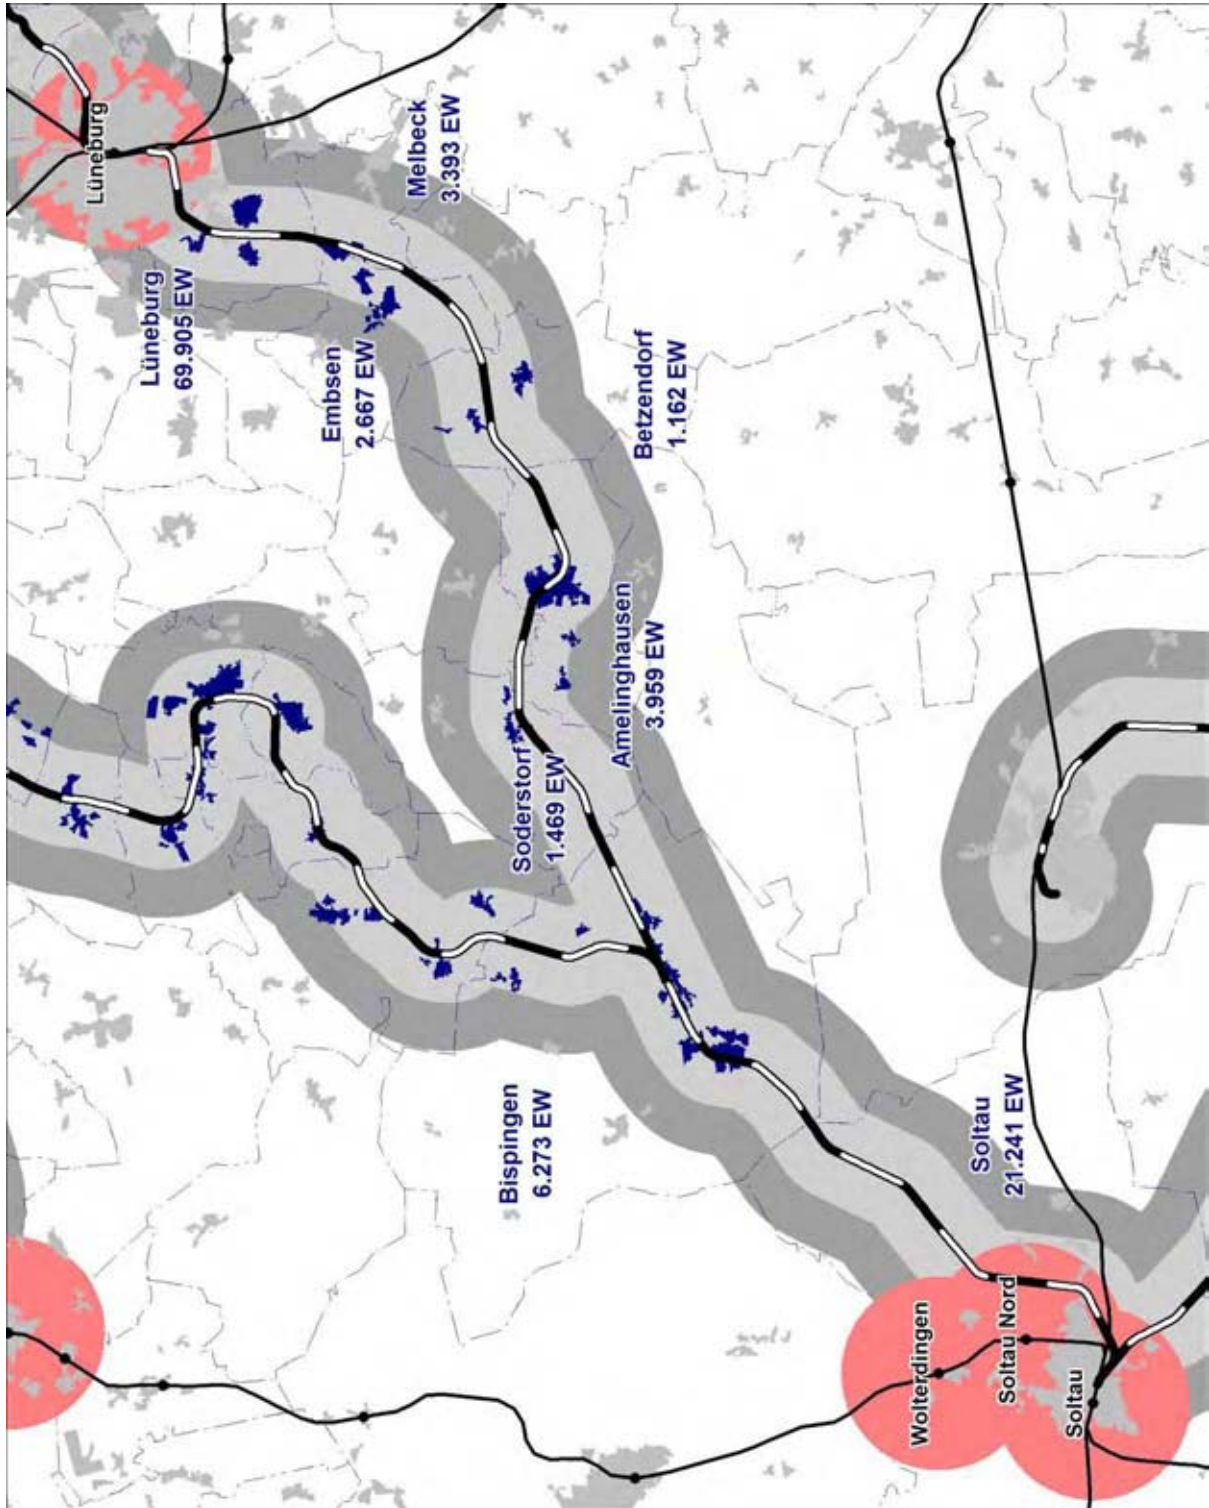 Lüneburg
Lüneburg
69.905 EW
Melbeck
3.393 EW
Embsen
2.667 EW
Betzendorf
1.162 EW
Amelinghausen
3.959 EW
Soderstorf
1.469 EW
Bispingen
6.273 EW
Soltau
21.241 EW
Wolterdingen
Soltau Nord
Soltau